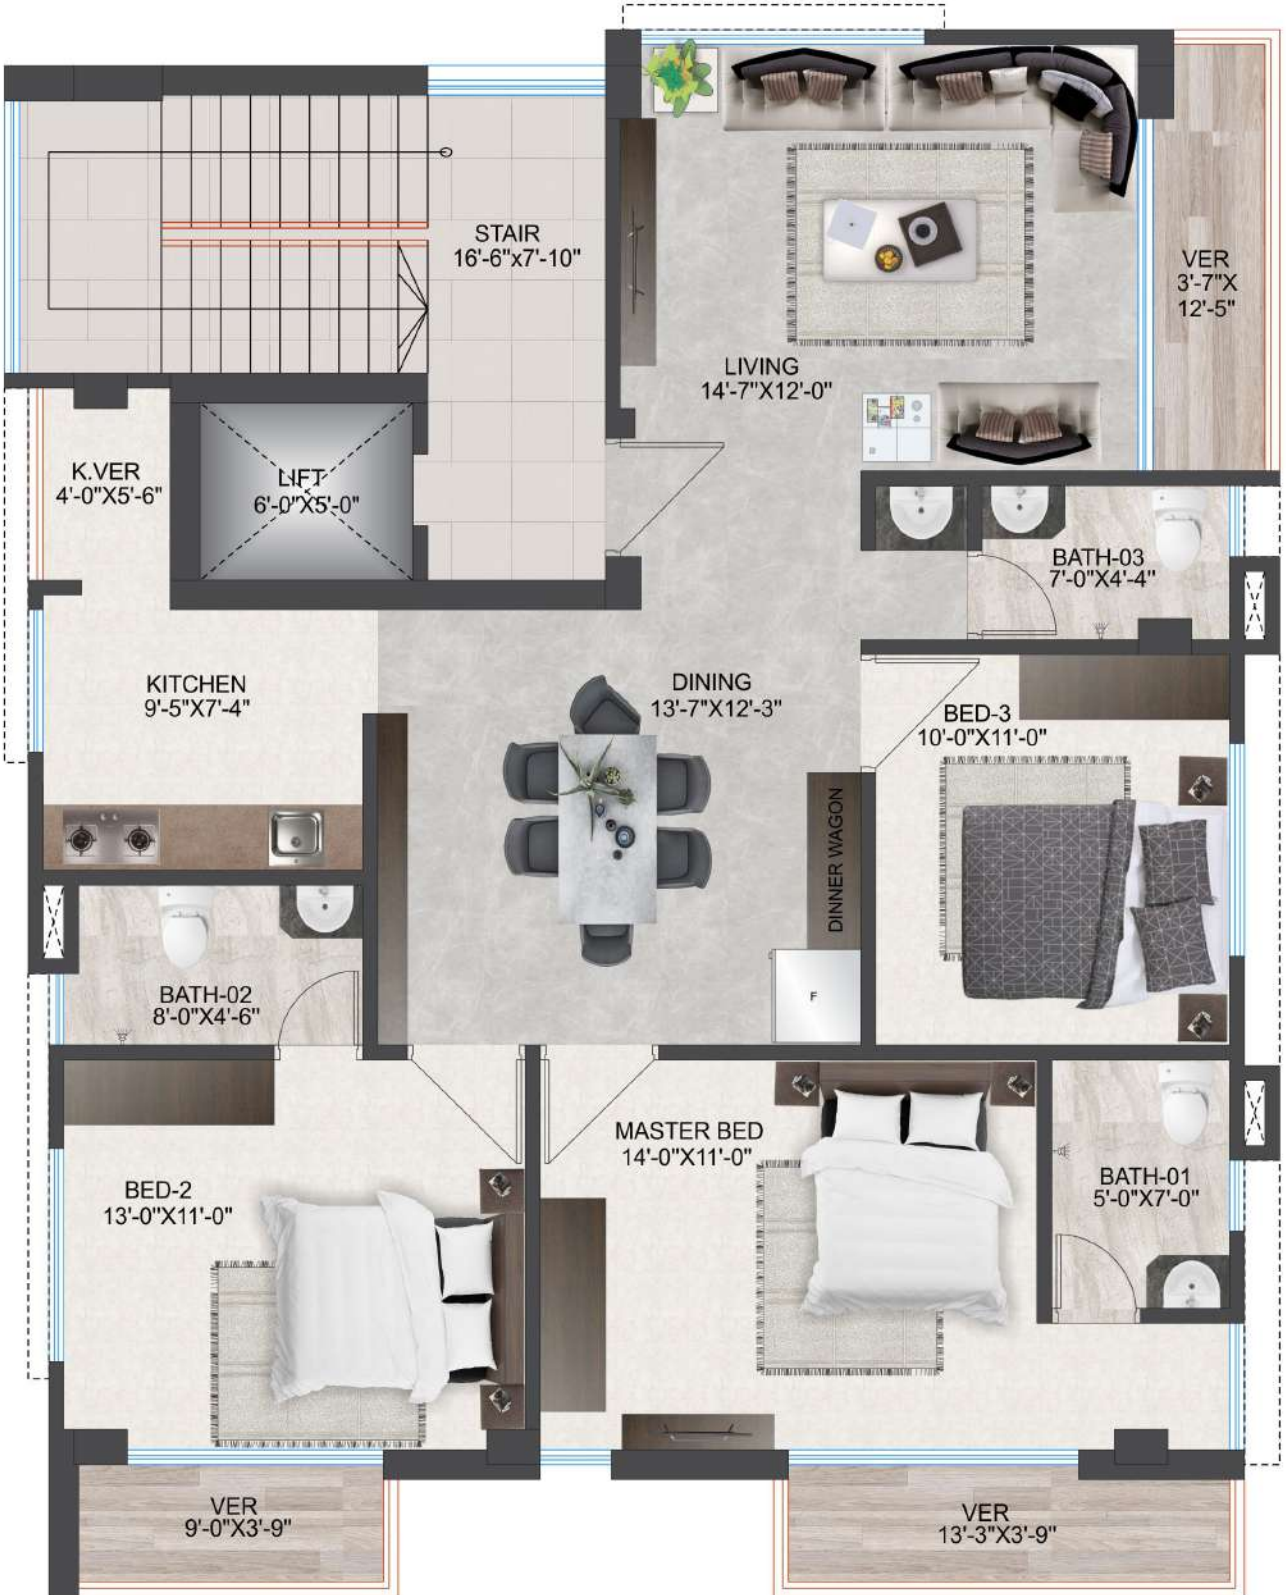 STAIR
16'-6"x7'-10"
VER
3'-7"X
12'-5"
LIVING
14'-7"X12'-0"
K.VER
4'-0"X5'-6"
LIFT
6'-0"X5'-0"
BATH-03
7'-0"X4'-4"
KITCHEN
9'-5"X7'-4"
DINING
13'-7"X12'-3"
BED-3
10'-0"X11'-0"
DINNER WAGON
F
BATH-02
8'-0"X4'-6"
MASTER BED
14'-0"X11'-0"
BED-2
13'-0"X11'-0"
BATH-01
5'-0"X7'-0"
VER
9'-0"X3'-9"
VER
13'-3"X3'-9"